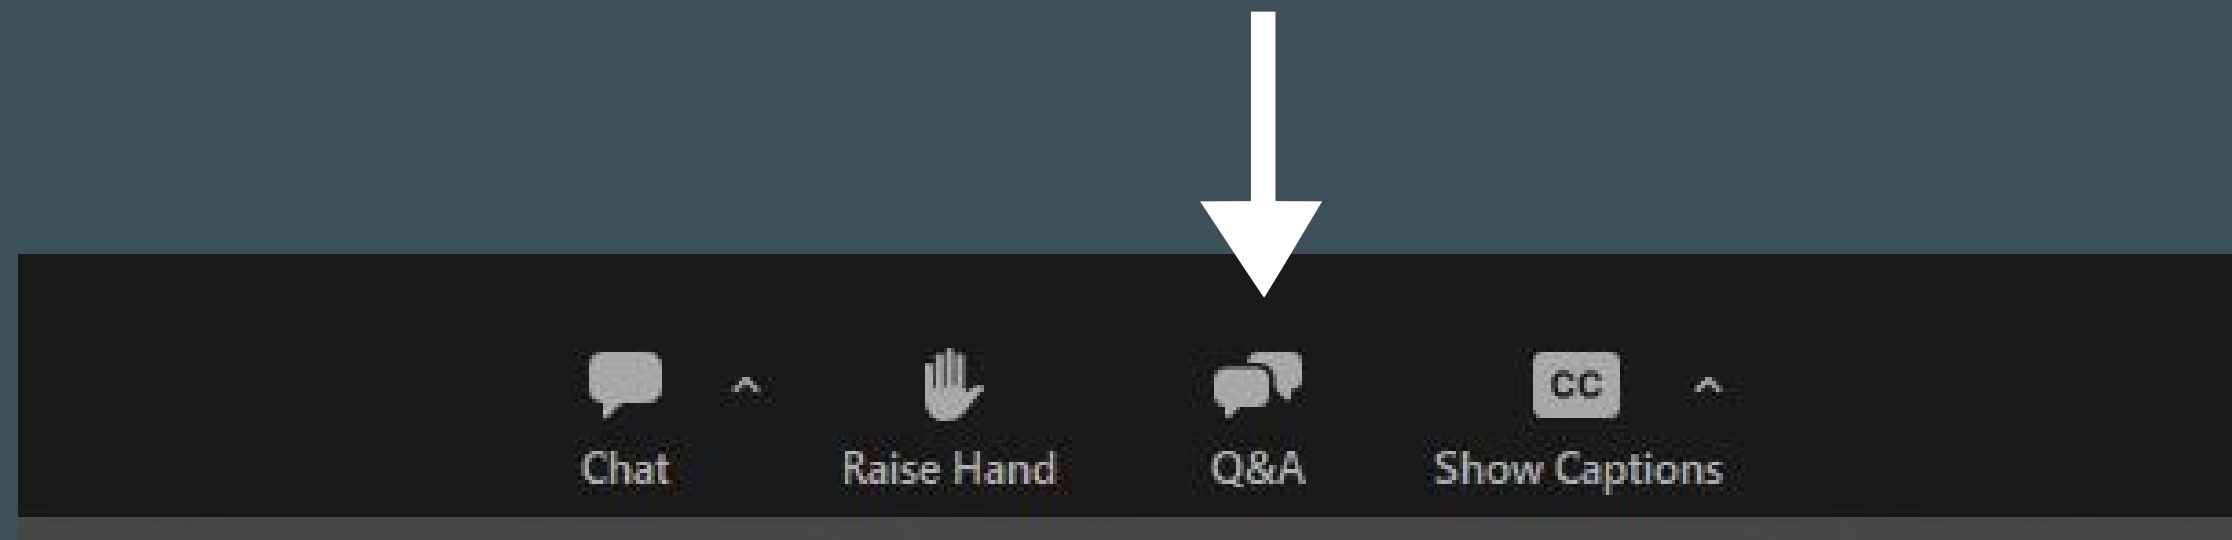 CC
Chat
Raise Hand
Q&A
Show Captions